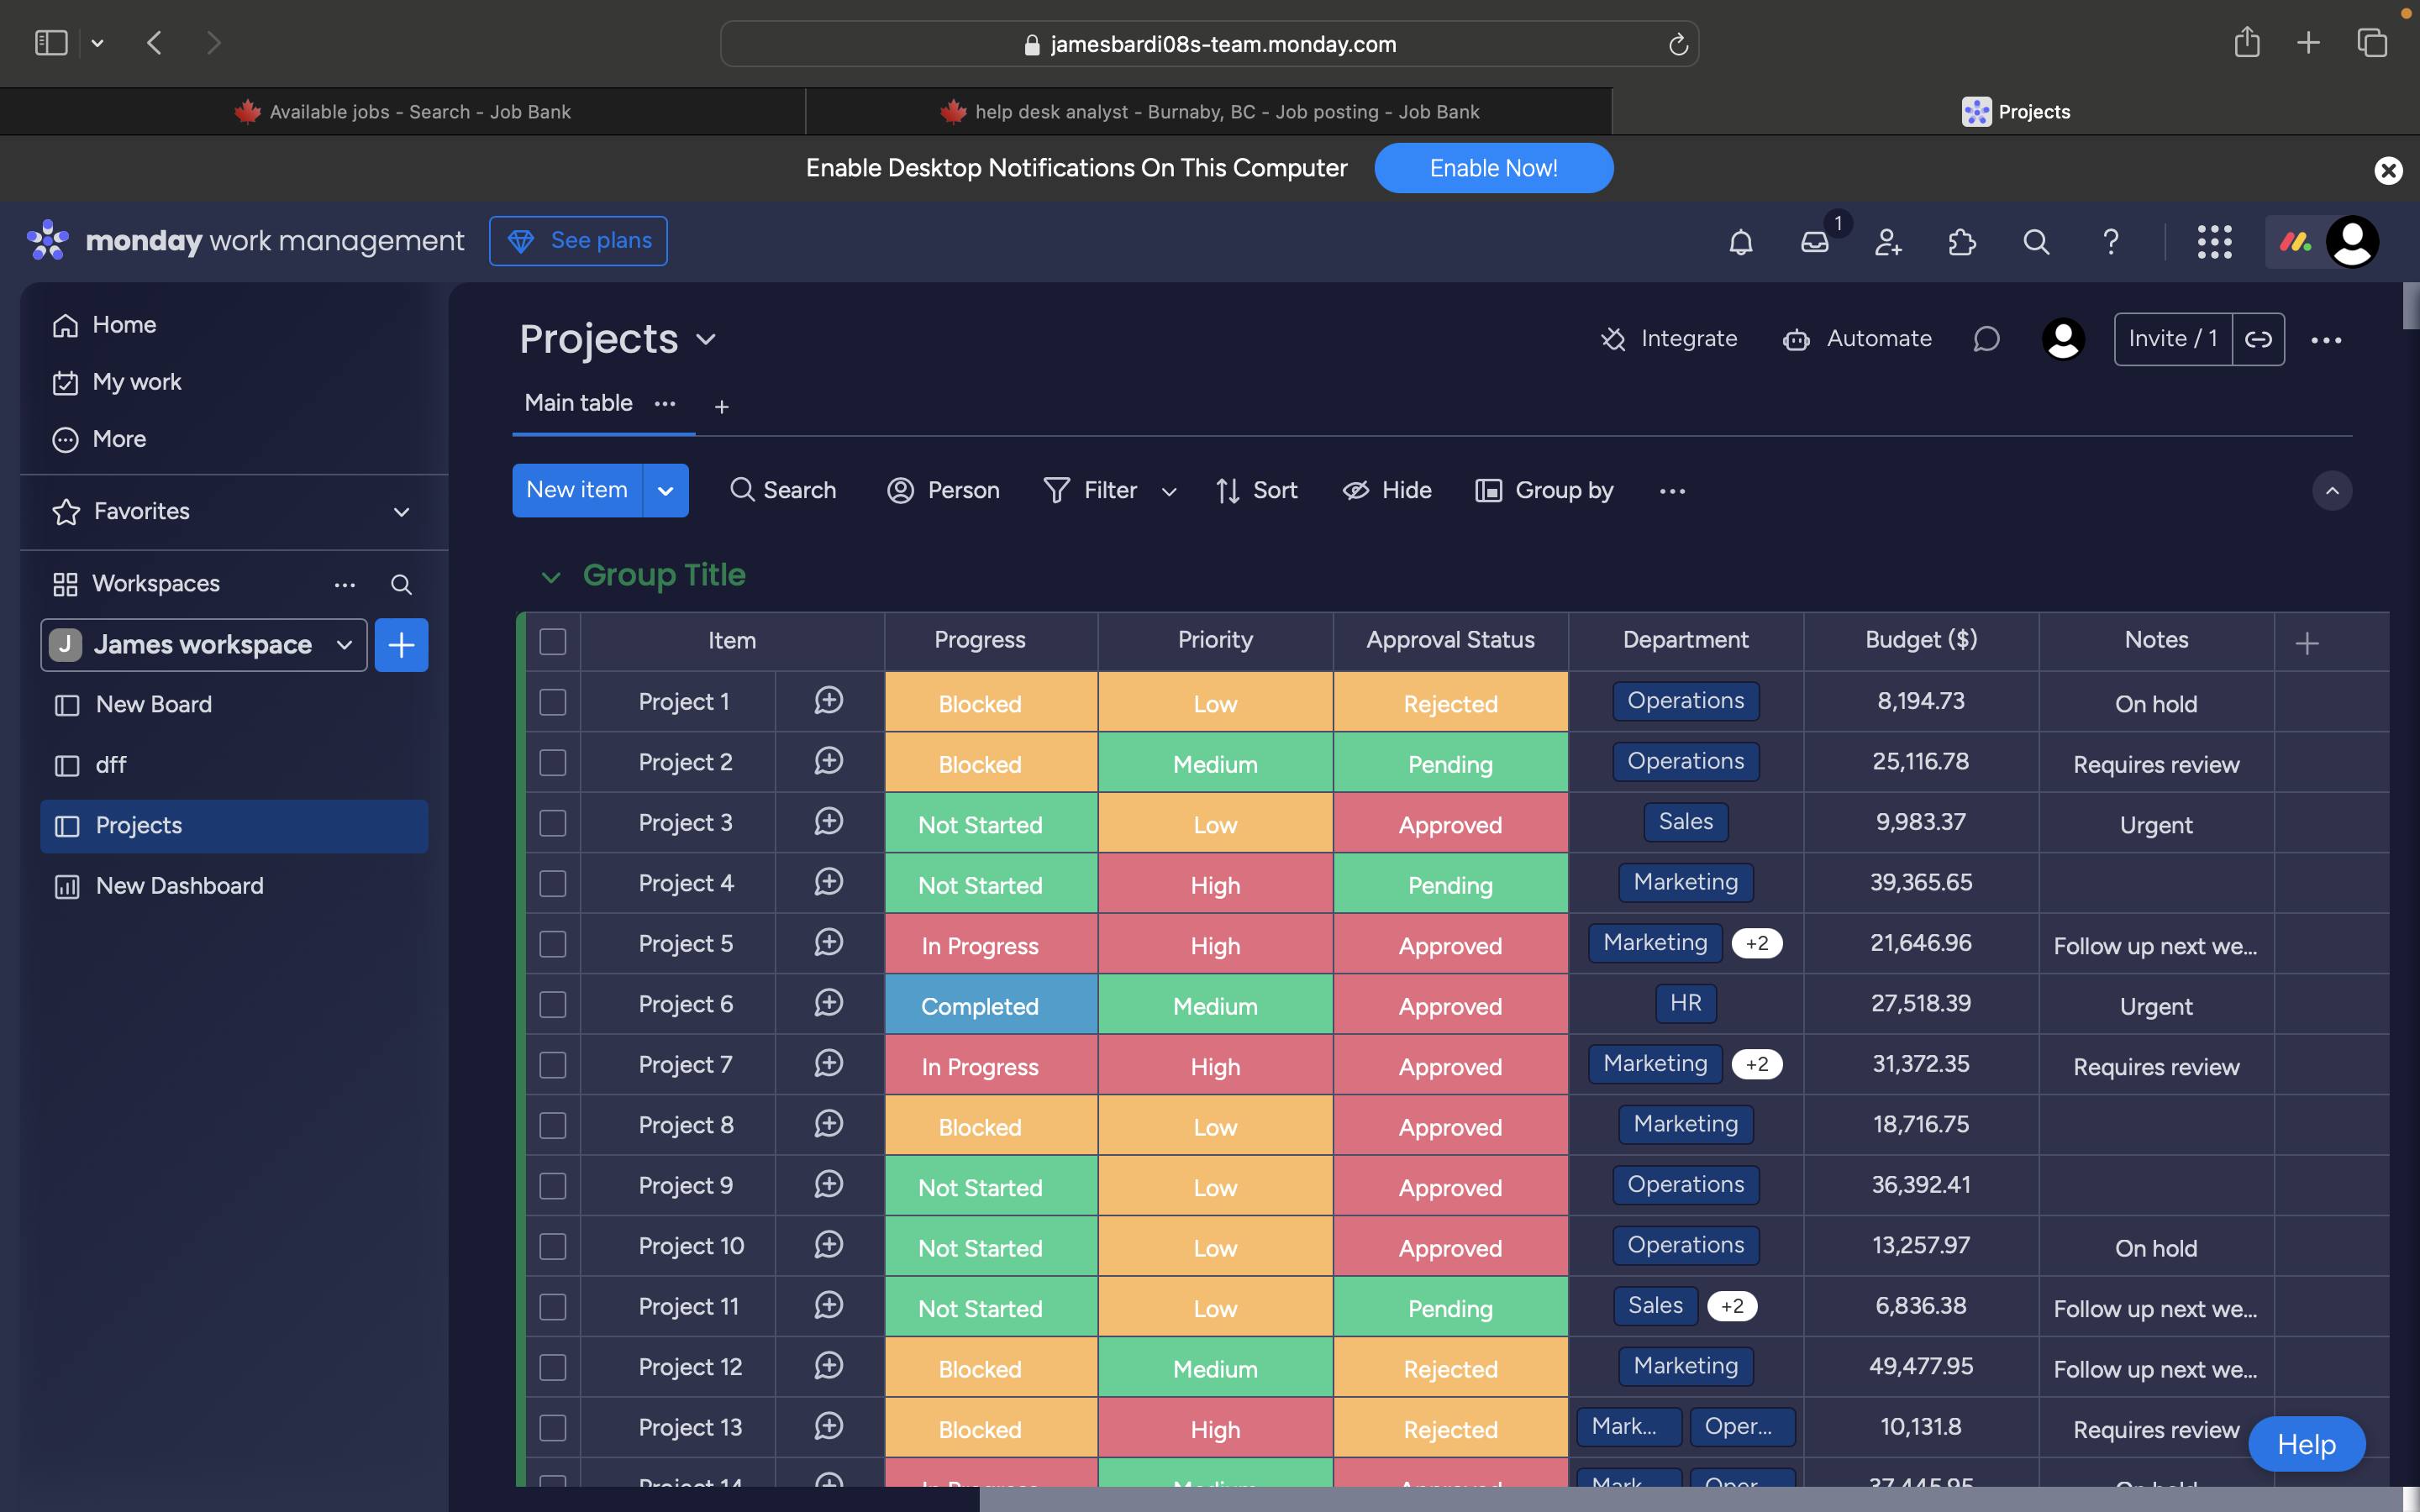 jamesbardi08s-team.monday.com
Available jobs - Search - Job Bank
help desk analyst - Burnaby, BC - Job posting - Job Bank
Projects
Enable Desktop Notifications On This Computer Enable Now!
monday work management See plans 1
Home
My work
More
Favorites
Workspaces
J James workspace
New Board
dff
Projects
New Dashboard
Projects Integrate Automate Invite / 1
Main table
New item Search Person Filter Sort Hide Group by
Group Title
Item Progress Priority Approval Status Department Budget ($) Notes
Project 1 Blocked Low Rejected Operations 8,194.73 On hold
Project 2 Blocked Medium Pending Operations 25,116.78 Requires review
Project 3 Not Started Low Approved Sales 9,983.37 Urgent
Project 4 Not Started High Pending Marketing 39,365.65
Project 5 In Progress High Approved Marketing +2 21,646.96 Follow up next we...
Project 6 Completed Medium Approved HR 27,518.39 Urgent
Project 7 In Progress High Approved Marketing +2 31,372.35 Requires review
Project 8 Blocked Low Approved Marketing 18,716.75
Project 9 Not Started Low Approved Operations 36,392.41
Project 10 Not Started Low Approved Operations 13,257.97 On hold
Project 11 Not Started Low Pending Sales +2 6,836.38 Follow up next we...
Project 12 Blocked Medium Rejected Marketing 49,477.95 Follow up next we...
Project 13 Blocked High Rejected Mark... Oper... 10,131.8 Requires review
Project 14 In Progress Medium Approved Mark... Oper... 37,445.95 On hold
Help